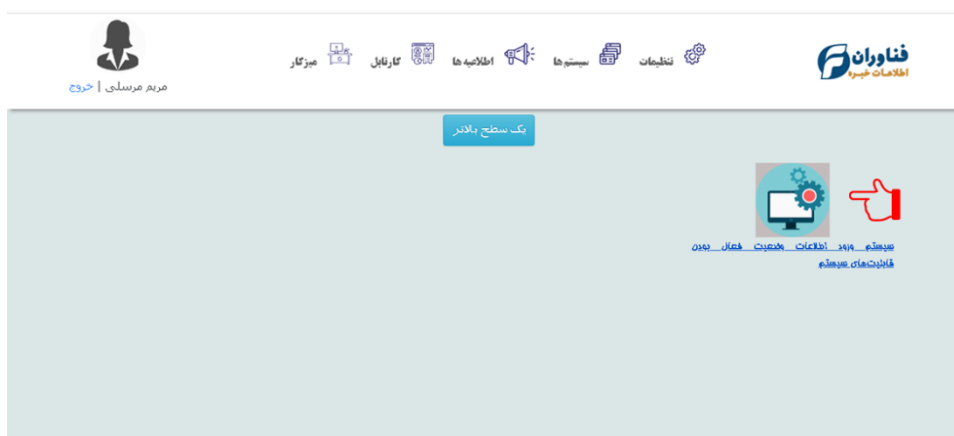 فناوران
اطلاعات خبره
تنظیمات
سیستم ها
اطلاعیه ها
کارتابل
میزکار
مریم مرسلی | خروج
یک سطح بالاتر
سیستم ورود اطلاعات وضعیت فعال بودن
قابلیت‌های سیستم